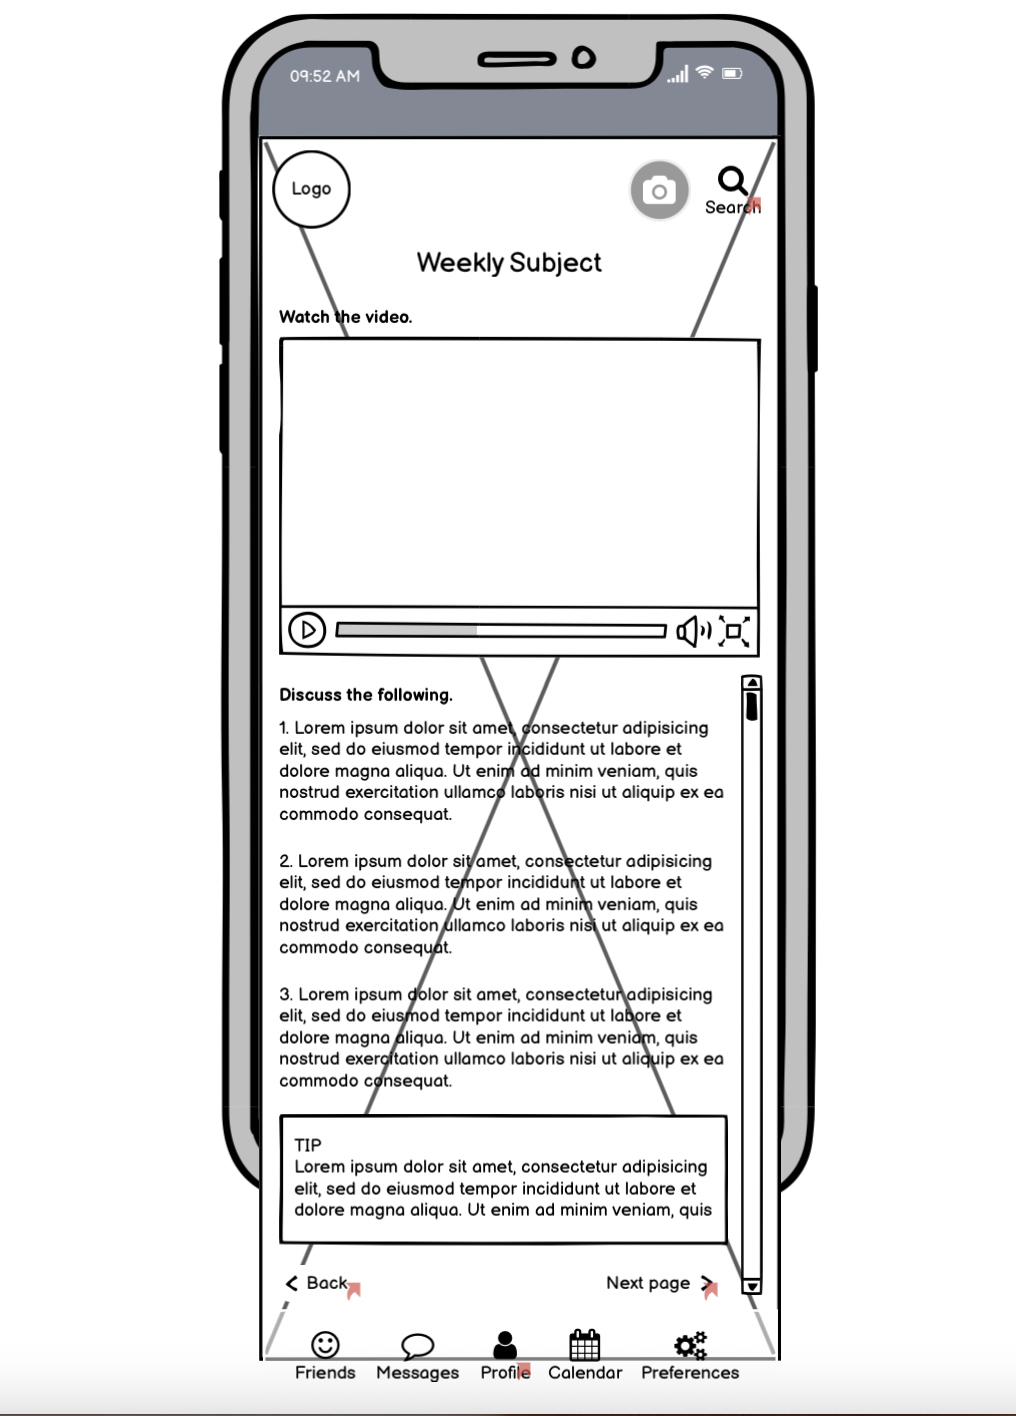 09:52 AM
Logo
Search
Weekly Subject
Watch the video.
Discuss the following.
1. Lorem ipsum dolor sit amet, consectetur adipisicing
elit, sed do eiusmod tempor incididunt ut labore et
dolore magna aliqua. Ut enim ad minim veniam, quis
nostrud exercitation ullamco laboris nisi ut aliquip ex ea
commodo consequat.
2. Lorem ipsum dolor sit amet, consectetur adipisicing
elit, sed do eiusmod tempor incididunt ut labore et
dolore magna aliqua. Ut enim ad minim veniam, quis
nostrud exercitation ullamco laboris nisi ut aliquip ex ea
commodo consequat.
3. Lorem ipsum dolor sit amet, consectetur adipisicing
elit, sed do eiusmod tempor incididunt ut labore et
dolore magna aliqua. Ut enim ad minim veniam, quis
nostrud exercitation ullamco laboris nisi ut aliquip ex ea
commodo consequat.
TIP
Lorem ipsum dolor sit amet, consectetur adipisicing
elit, sed do eiusmod tempor incididunt ut labore et
dolore magna aliqua. Ut enim ad minim veniam, quis
Back Next page
Friends Messages Profile Calendar Preferences